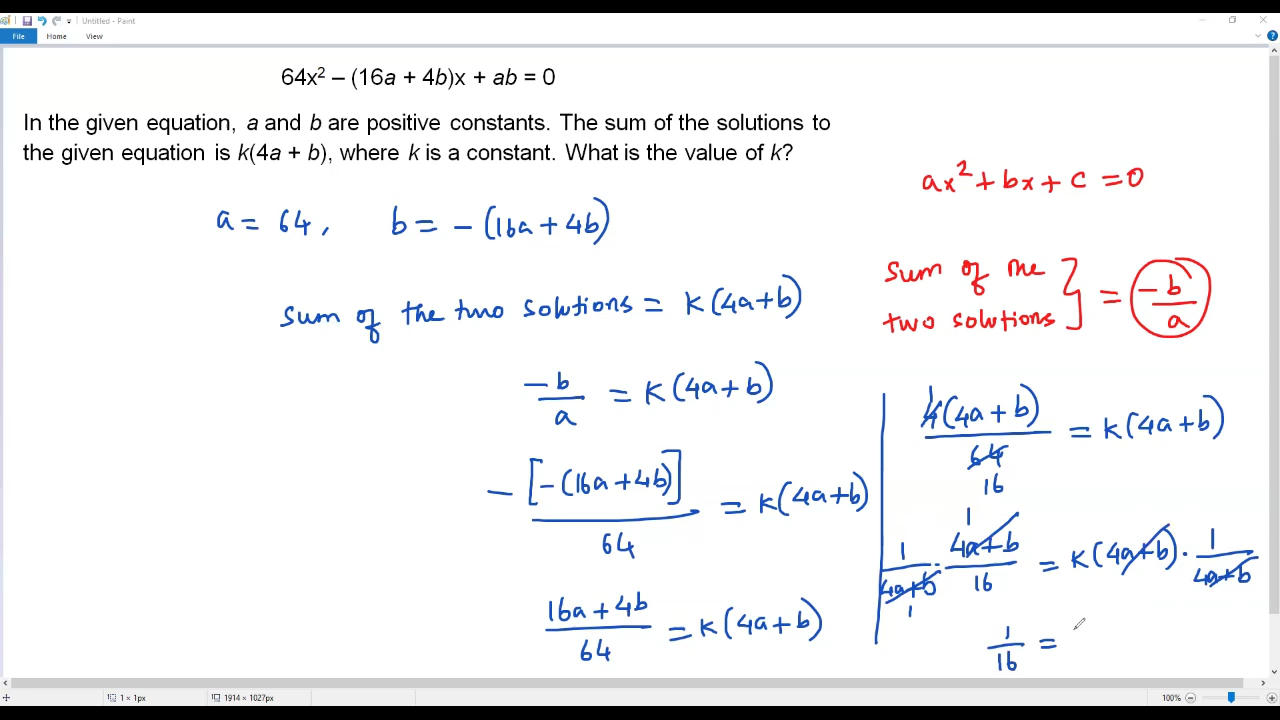 Untitled - Paint
File Home View
64x² – (16a + 4b)x + ab = 0
In the given equation, a and b are positive constants. The sum of the solutions to
the given equation is k(4a + b), where k is a constant. What is the value of k?
ax² + bx + c = 0
a = 64, b = - (16a + 4b)
sum of the two solutions } = -b/a
sum of the two solutions = K(4a+b)
-b/a = K(4a+b)
-[-(16a+4b)]/64 = K(4a+b)
16a+4b/64 = K(4a+b)
1
4(4a+b)/64 = K(4a+b)
16
1
1/4a+b · 4a+b/16 = K(4a+b) · 1/4a+b
1
1/16 =
1 × 1px 1914 × 1027px 100%